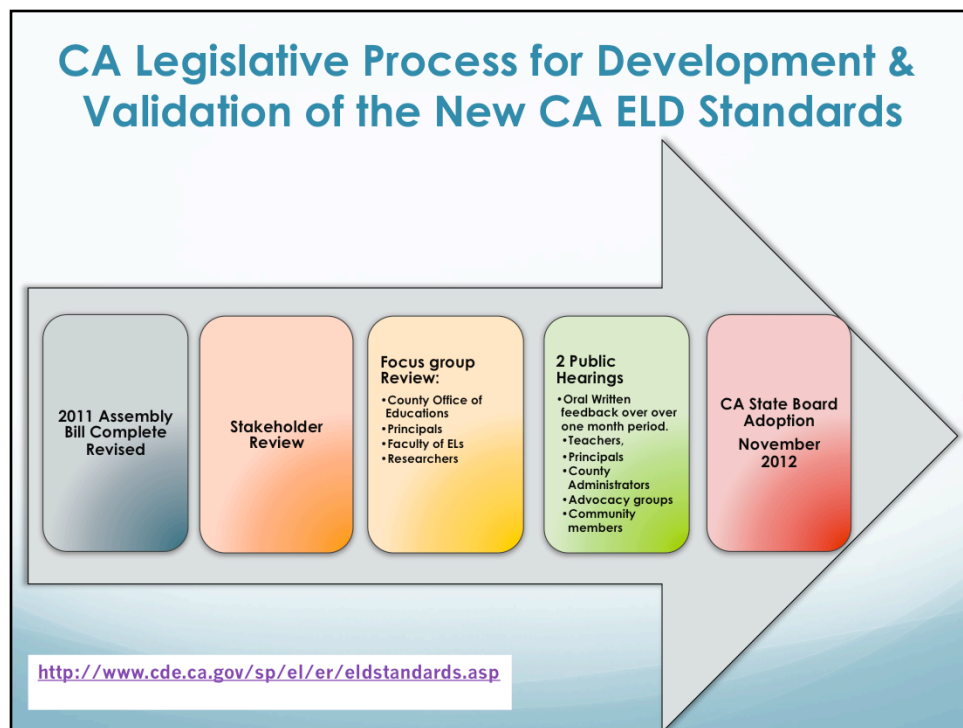 CA Legislative Process for Development &
Validation of the New CA ELD Standards
2011 Assembly
Bill Complete
Revised
Stakeholder
Review
Focus group
Review:
•County Office of
Educations
•Principals
•Faculty of ELs
•Researchers
2 Public
Hearings
•Oral Written
feedback over over
one month period.
•Teachers,
•Principals
•County
Administrators
•Advocacy groups
•Community
members
CA State Board
Adoption
November
2012
http://www.cde.ca.gov/sp/el/er/eldstandards.asp